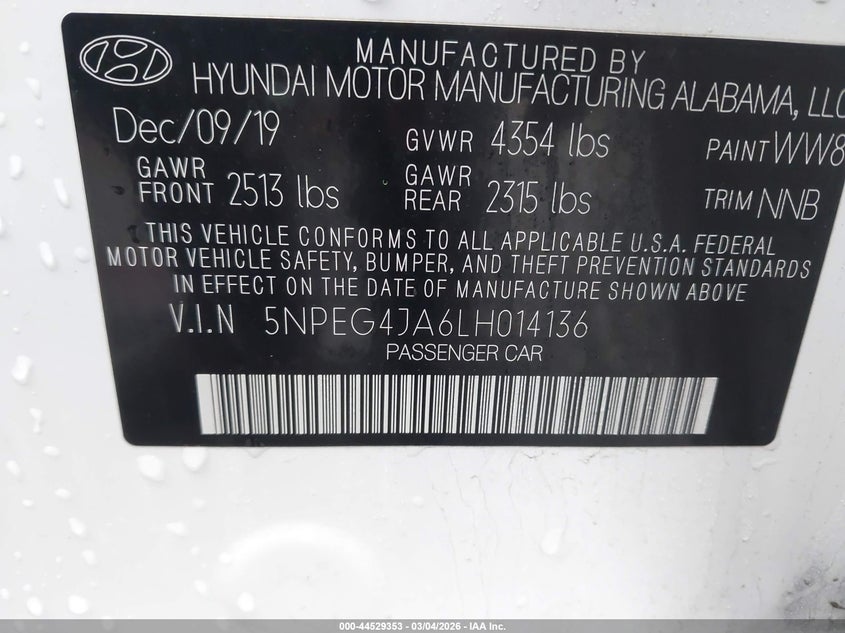 MANUFACTURED BY
HYUNDAI MOTOR MANUFACTURING ALABAMA, LLC
Dec/09/19 GVWR 4354 lbs PAINT WW8
GAWR FRONT 2513 lbs GAWR REAR 2315 lbs TRIM NNB
THIS VEHICLE CONFORMS TO ALL APPLICABLE U.S.A. FEDERAL
MOTOR VEHICLE SAFETY, BUMPER, AND THEFT PREVENTION STANDARDS
IN EFFECT ON THE DATE OF MANUFACTURE SHOWN ABOVE
V.I.N 5NPEG4JA6LH014136
PASSENGER CAR
000-44529353 - 03/04/2026 - IAA Inc.